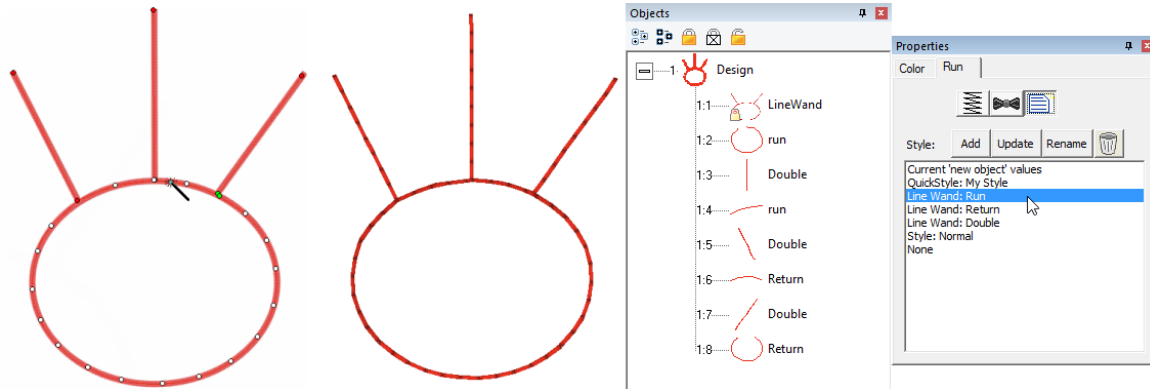 Objects
1 Design
1:1 LineWand
1:2 run
1:3 Double
1:4 run
1:5 Double
1:6 Return
1:7 Double
1:8 Return
Properties
Color Run
Style: Add Update Rename
Current 'new object' values
QuickStyle: My Style
Line Wand: Run
Line Wand: Return
Line Wand: Double
Style: Normal
None